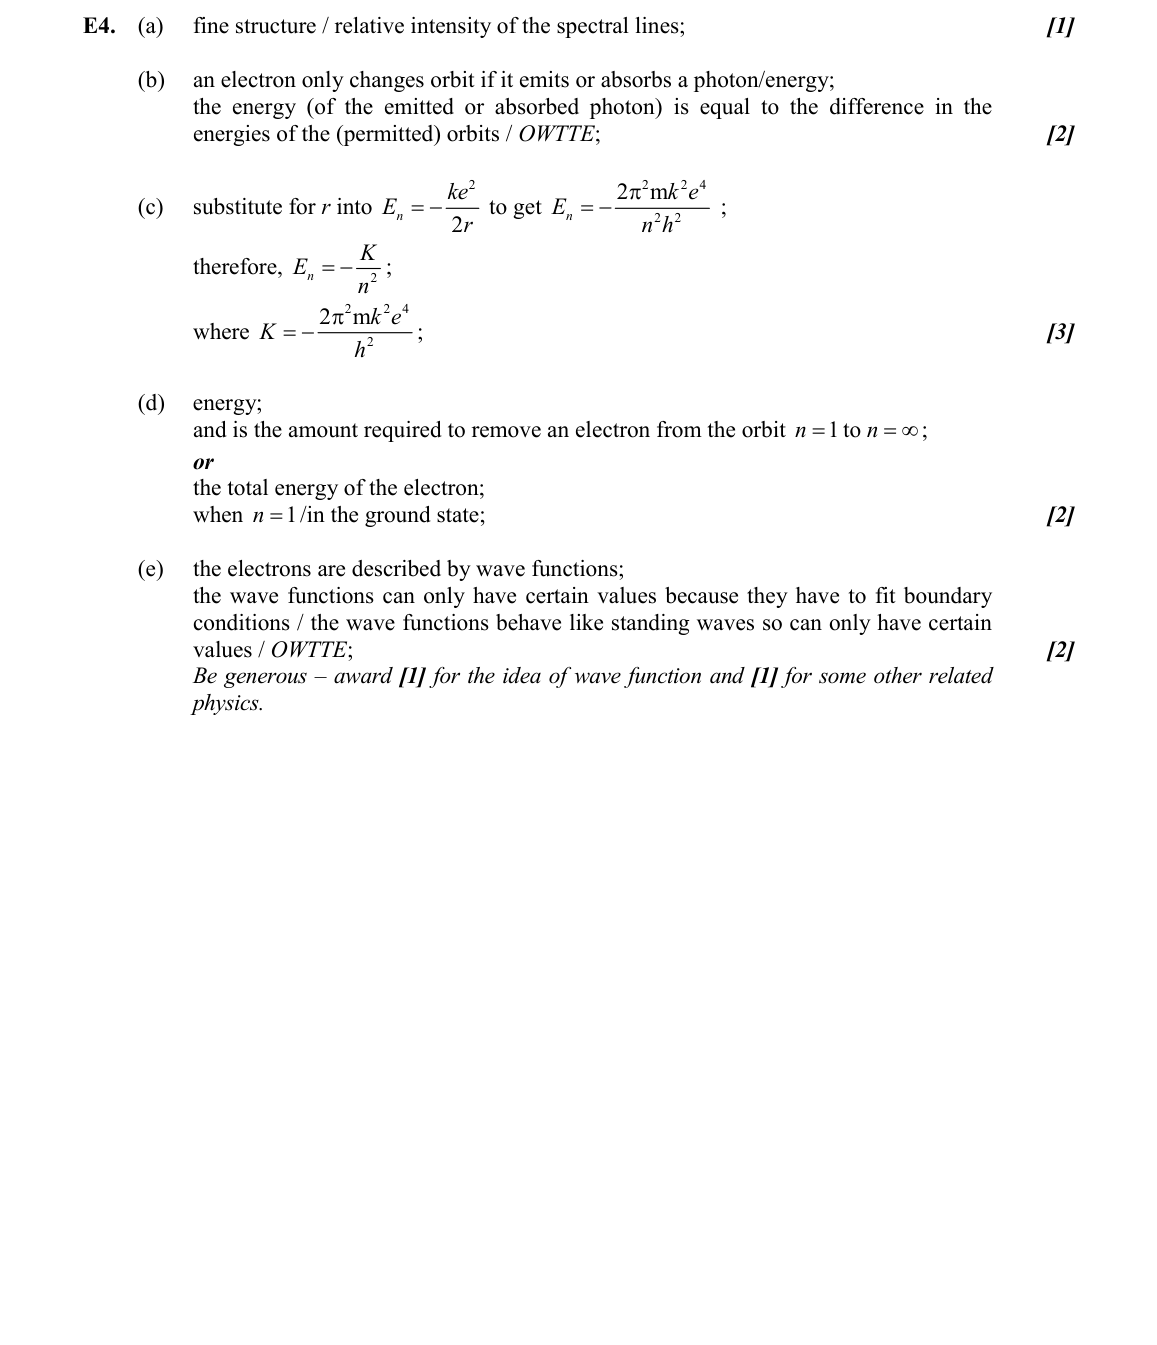 E4. (a) fine structure / relative intensity of the spectral lines; [1]
(b) an electron only changes orbit if it emits or absorbs a photon/energy;
the energy (of the emitted or absorbed photon) is equal to the difference in the
energies of the (permitted) orbits / OWTTE; [2]
(c) substitute for r into Eₙ = −ke²/2r to get Eₙ = −2π²mk²e⁴/n²h² ;
therefore, Eₙ = −K/n² ;
where K = −2π²mk²e⁴/h² ; [3]
(d) energy;
and is the amount required to remove an electron from the orbit n = 1 to n = ∞ ;
or
the total energy of the electron;
when n = 1 /in the ground state; [2]
(e) the electrons are described by wave functions;
the wave functions can only have certain values because they have to fit boundary
conditions / the wave functions behave like standing waves so can only have certain
values / OWTTE; [2]
Be generous – award [1] for the idea of wave function and [1] for some other related
physics.